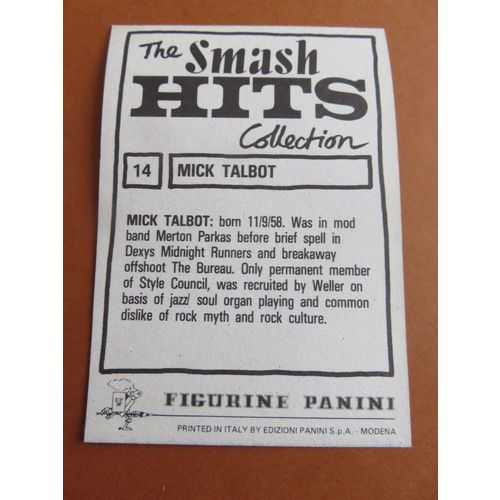 The Smash
HITS
Collection
14 MICK TALBOT
MICK TALBOT: born 11/9/58. Was in mod
band Merton Parkas before brief spell in
Dexys Midnight Runners and breakaway
offshoot The Bureau. Only permanent member
of Style Council, was recruited by Weller on
basis of jazz/ soul organ playing and common
dislike of rock myth and rock culture.
FIGURINE PANINI
PRINTED IN ITALY BY EDIZIONI PANINI S.p.A. - MODENA